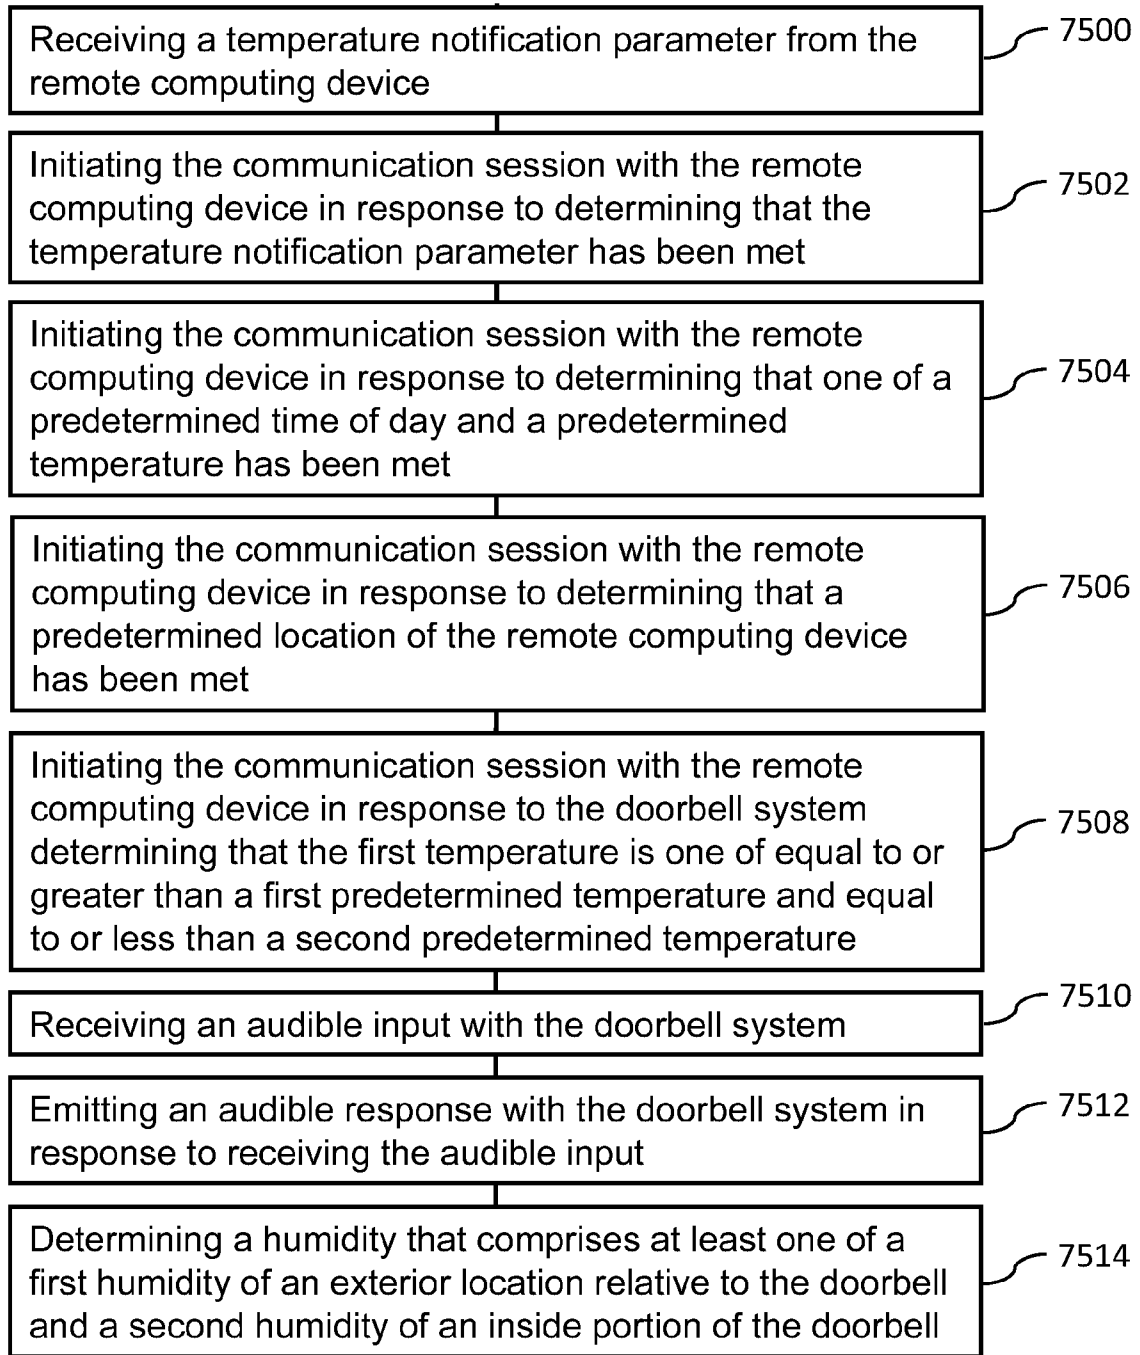 Receiving a temperature notification parameter from the
remote computing device
7500
Initiating the communication session with the remote
computing device in response to determining that the
temperature notification parameter has been met
7502
Initiating the communication session with the remote
computing device in response to determining that one of a
predetermined time of day and a predetermined
temperature has been met
7504
Initiating the communication session with the remote
computing device in response to determining that a
predetermined location of the remote computing device
has been met
7506
Initiating the communication session with the remote
computing device in response to the doorbell system
determining that the first temperature is one of equal to or
greater than a first predetermined temperature and equal
to or less than a second predetermined temperature
7508
Receiving an audible input with the doorbell system
7510
Emitting an audible response with the doorbell system in
response to receiving the audible input
7512
Determining a humidity that comprises at least one of a
first humidity of an exterior location relative to the doorbell
and a second humidity of an inside portion of the doorbell
7514